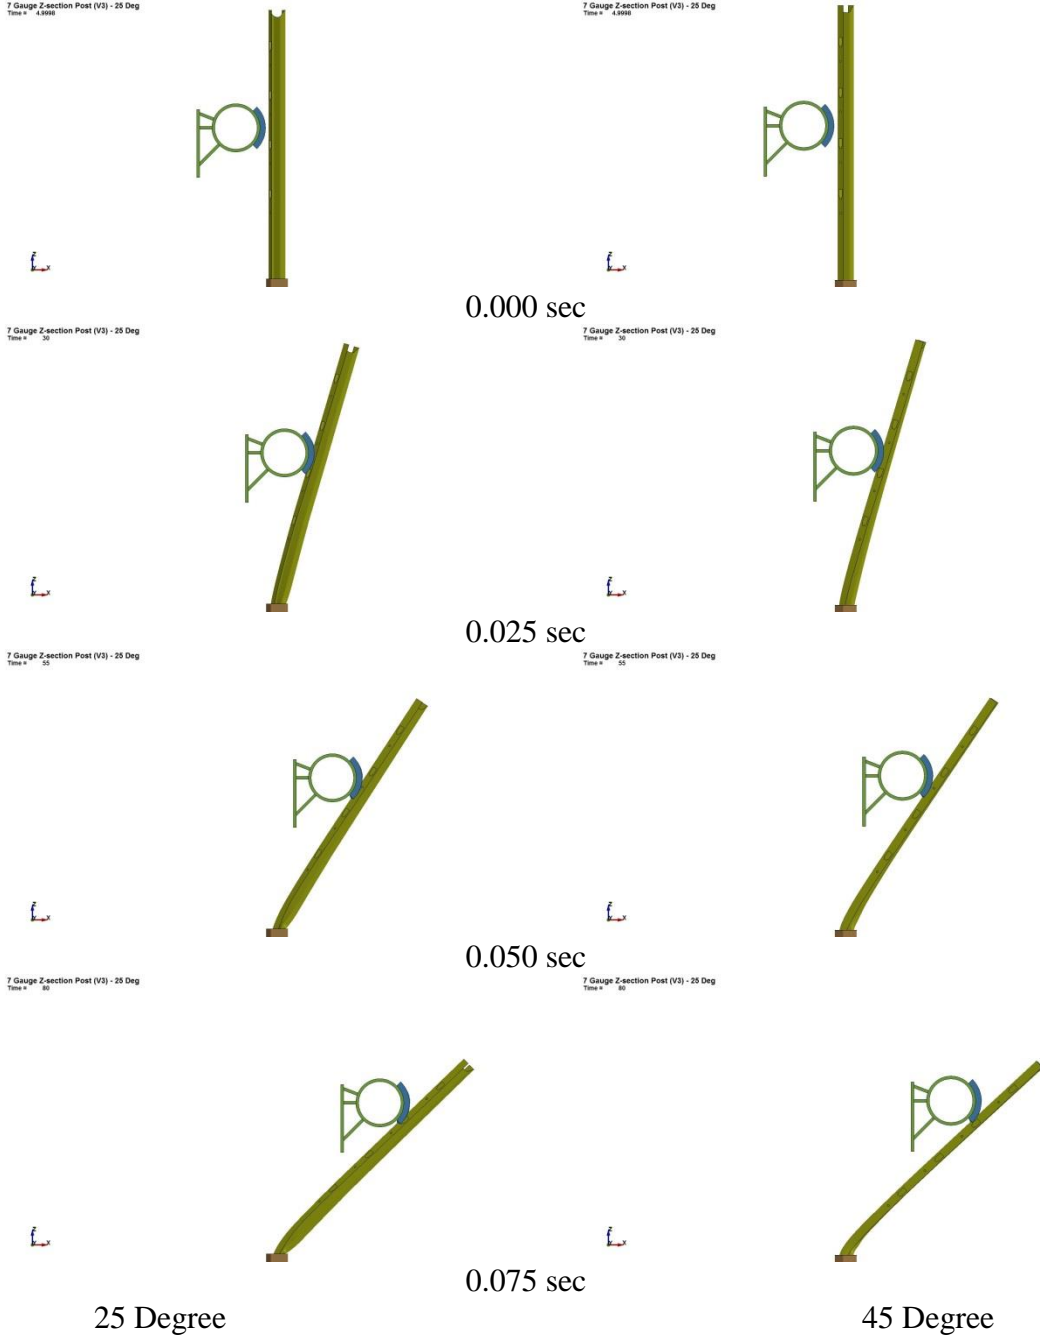 7 Gauge Z-section Post (V3) - 25 Deg
Time = 4.9998
7 Gauge Z-section Post (V3) - 25 Deg
Time = 4.9998
Z
Y X
Z
Y X
0.000 sec
7 Gauge Z-section Post (V3) - 25 Deg
Time = 30
7 Gauge Z-section Post (V3) - 25 Deg
Time = 30
Z
Y X
Z
Y X
0.025 sec
7 Gauge Z-section Post (V3) - 25 Deg
Time = 55
7 Gauge Z-section Post (V3) - 25 Deg
Time = 55
Z
Y X
Z
Y X
0.050 sec
7 Gauge Z-section Post (V3) - 25 Deg
Time = 80
7 Gauge Z-section Post (V3) - 25 Deg
Time = 80
Z
Y X
Z
Y X
0.075 sec
25 Degree
45 Degree